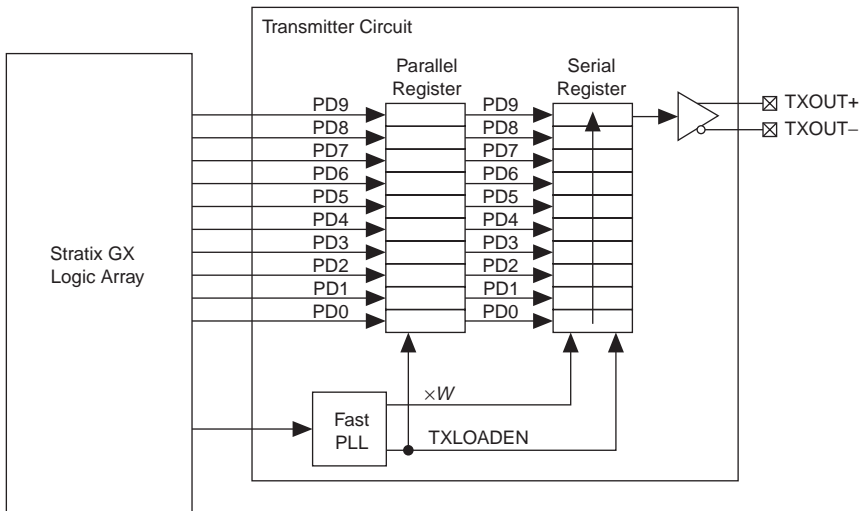 Transmitter Circuit
Parallel
Register
Serial
Register
PD9
PD9
PD8
PD8
PD7
PD7
PD6
PD6
PD5
PD5
PD4
PD4
PD3
PD3
PD2
PD2
PD1
PD1
PD0
PD0
TXOUT+
TXOUT−
Stratix GX
Logic Array
×W
Fast
PLL
TXLOADEN